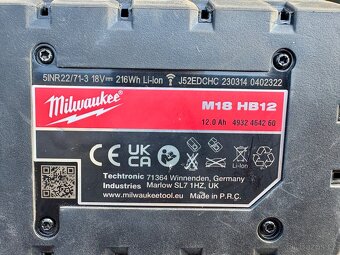 5INR22/71-3 18V⎓ 216Wh Li-Ion J52EDCHC 230314 0402322
Milwaukee
M18 HB12
12.0 Ah 4932 4642 60
CE UK CA
Li-Ion
Techtronic 71364 Winnenden, Germany
Industries Marlow SL7 1HZ, UK
www.milwaukeetool.eu Made in P.R.C.